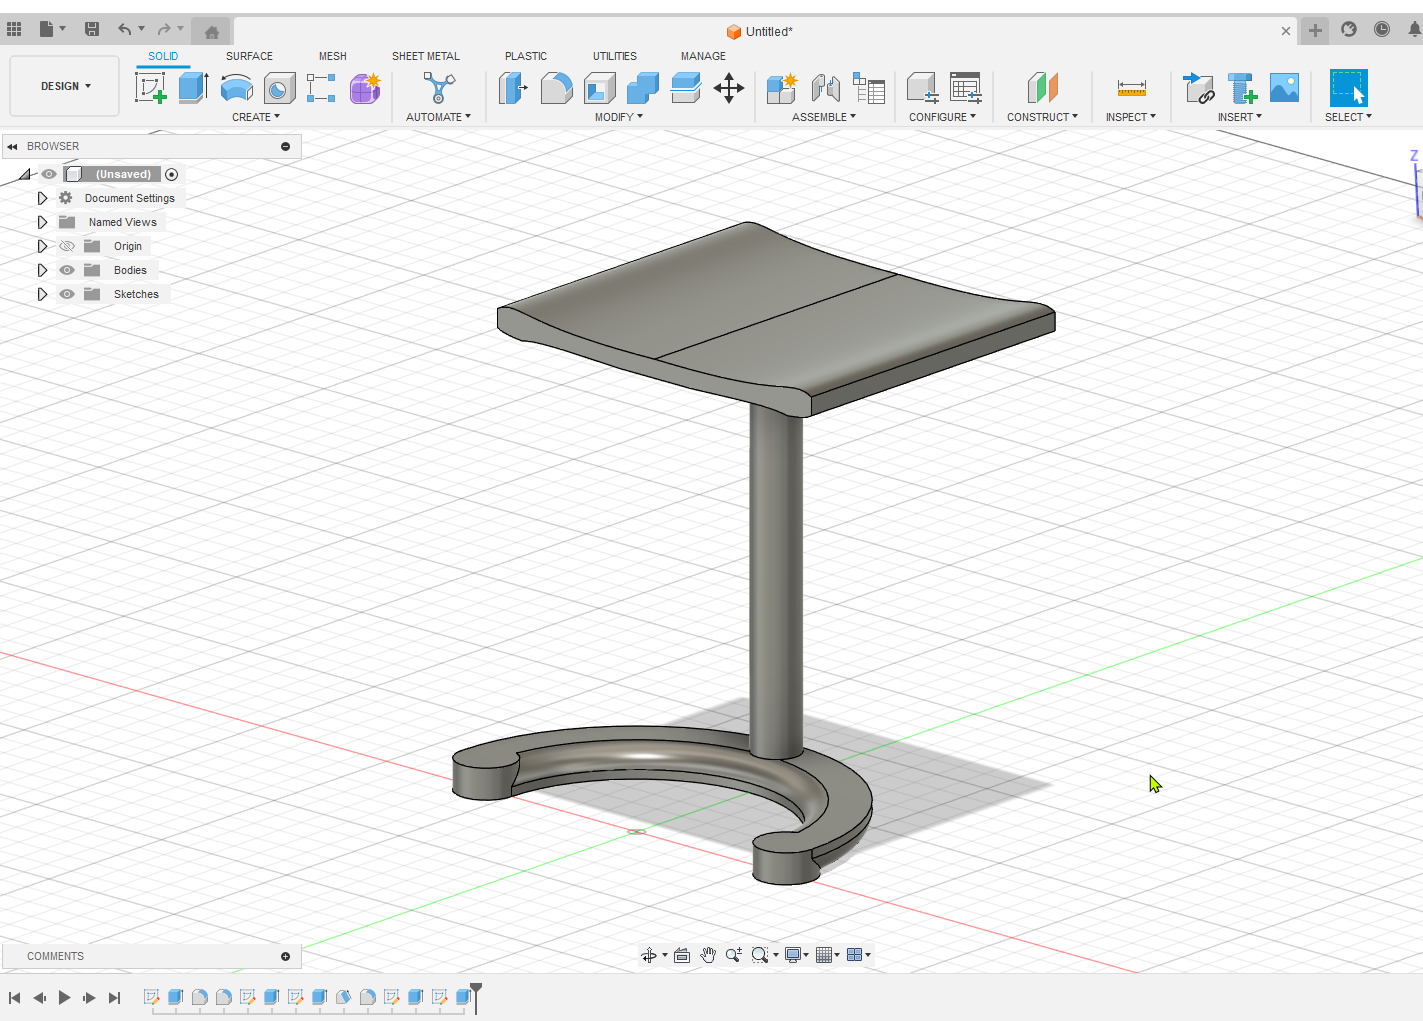 Untitled*
SOLID SURFACE MESH SHEET METAL PLASTIC UTILITIES MANAGE
DESIGN
CREATE AUTOMATE MODIFY ASSEMBLE CONFIGURE CONSTRUCT INSPECT INSERT SELECT
BROWSER
(Unsaved)
Document Settings
Named Views
Origin
Bodies
Sketches
Z
COMMENTS